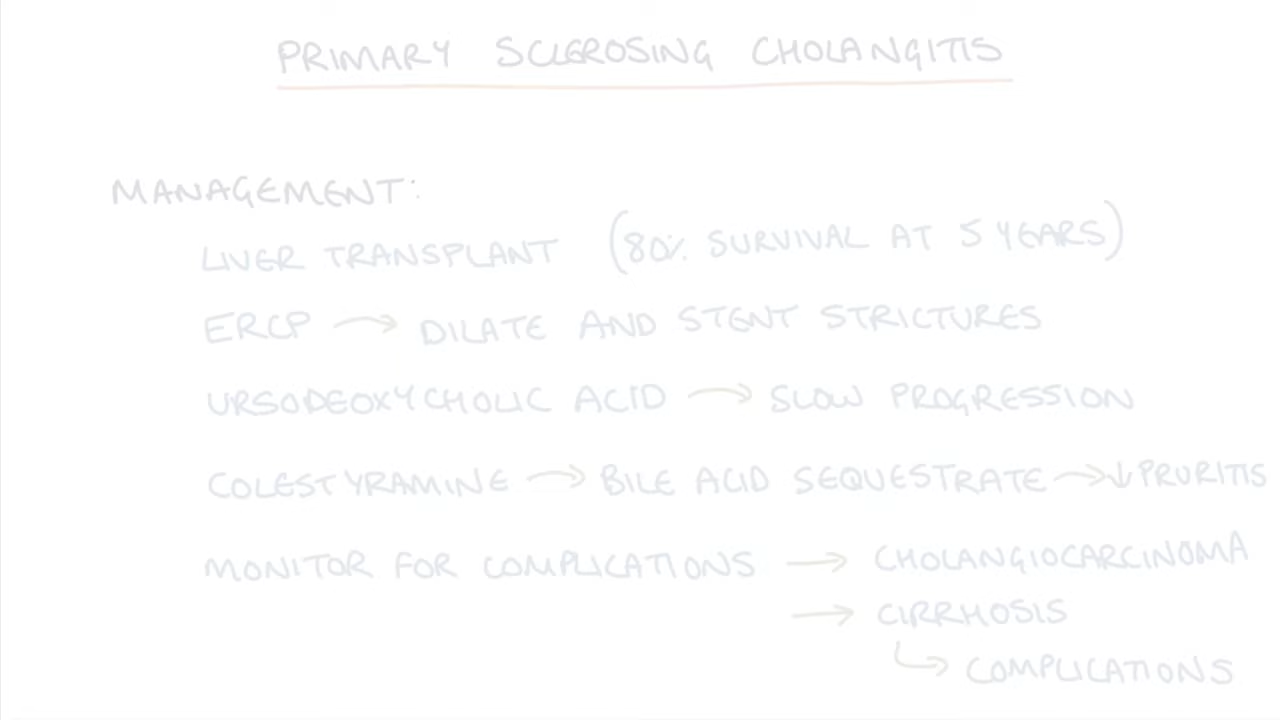 PRIMARY SCLEROSING CHOLANGITIS
MANAGEMENT:
LIVER TRANSPLANT (80% SURVIVAL AT 5 YEARS)
ERCP → DILATE AND STENT STRICTURES
URSODEOXYCHOLIC ACID → SLOW PROGRESSION
COLESTYRAMINE → BILE ACID SEQUESTRATE → ↓ PRURITIS
MONITOR FOR COMPLICATIONS → CHOLANGIOCARCINOMA
→ CIRRHOSIS
↳ COMPLICATIONS